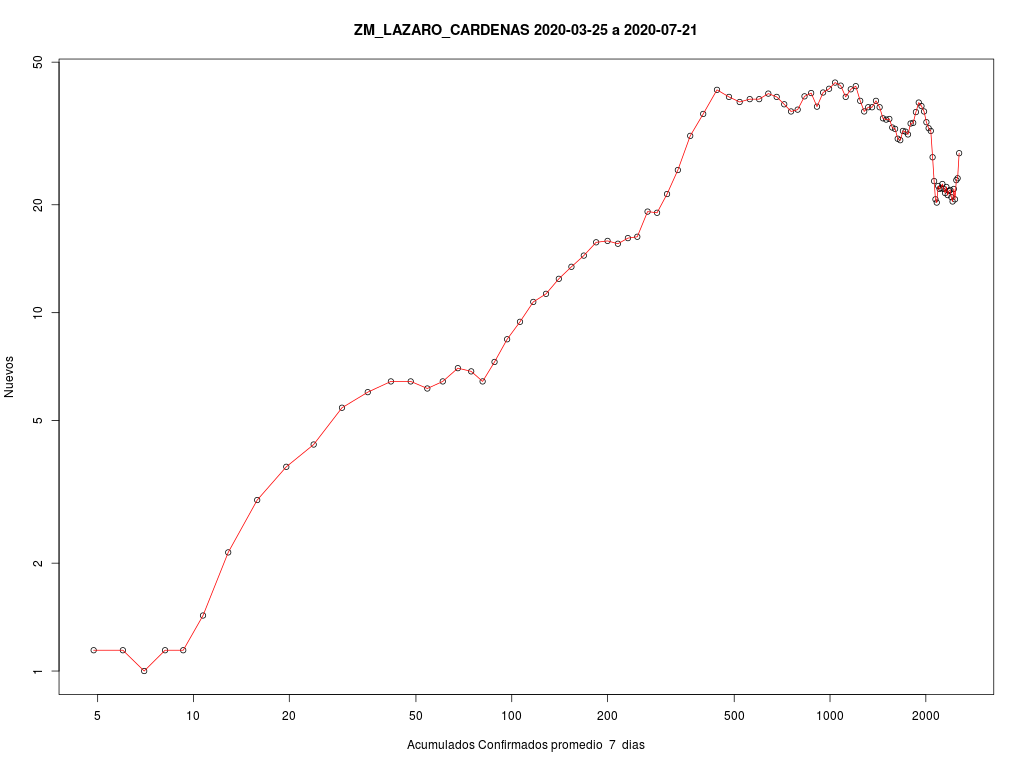 ZM_LAZARO_CARDENAS 2020-03-25 a 2020-07-21
50
20
10
5
2
1
Nuevos
5 10 20 50 100 200 500 1000 2000
Acumulados Confirmados promedio 7 dias